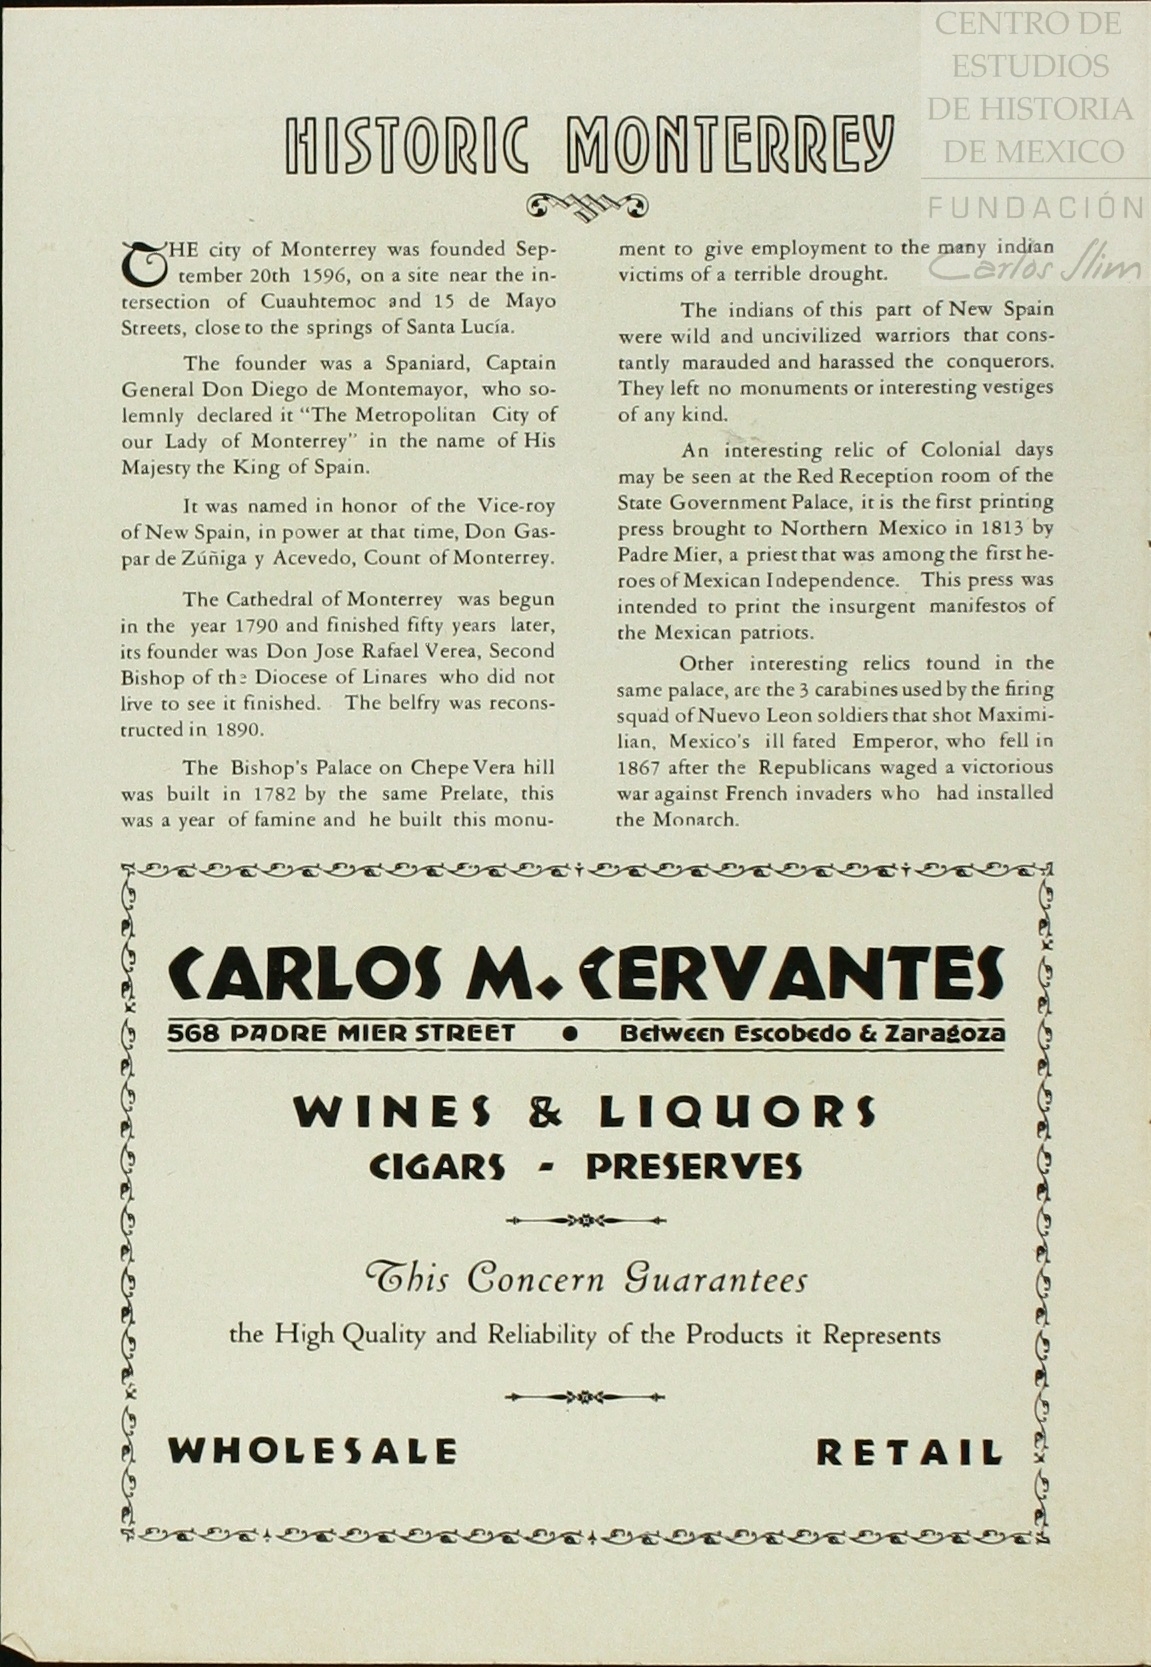 CENTRO DE
ESTUDIOS
DE HISTORIA
DE MEXICO
FUNDACIÓN
Carlos Slim
HISTORIC MONTERREY
THE city of Monterrey was founded Sep-
tember 20th 1596, on a site near the in-
tersection of Cuauhtemoc and 15 de Mayo
Streets, close to the springs of Santa Lucía.
The founder was a Spaniard, Captain
General Don Diego de Montemayor, who so-
lemnly declared it "The Metropolitan City of
our Lady of Monterrey" in the name of His
Majesty the King of Spain.
It was named in honor of the Vice-roy
of New Spain, in power at that time, Don Gas-
par de Zúñiga y Acevedo, Count of Monterrey.
The Cathedral of Monterrey was begun
in the year 1790 and finished fifty years later,
its founder was Don Jose Rafael Verea, Second
Bishop of the Diocese of Linares who did not
live to see it finished. The belfry was recons-
tructed in 1890.
The Bishop's Palace on Chepe Vera hill
was built in 1782 by the same Prelate, this
was a year of famine and he built this monu-
ment to give employment to the many indian
victims of a terrible drought.
The indians of this part of New Spain
were wild and uncivilized warriors that cons-
tantly marauded and harassed the conquerors.
They left no monuments or interesting vestiges
of any kind.
An interesting relic of Colonial days
may be seen at the Red Reception room of the
State Government Palace, it is the first printing
press brought to Northern Mexico in 1813 by
Padre Mier, a priest that was among the first he-
roes of Mexican Independence. This press was
intended to print the insurgent manifestos of
the Mexican patriots.
Other interesting relics found in the
same palace, are the 3 carabines used by the firing
squad of Nuevo Leon soldiers that shot Maximi-
lian, Mexico's ill fated Emperor, who fell in
1867 after the Republicans waged a victorious
war against French invaders who had installed
the Monarch.
CARLOS M. CERVANTES
568 PADRE MIER STREET • Between Escobedo & Zaragoza
WINES & LIQUORS
CIGARS - PRESERVES
This Concern Guarantees
the High Quality and Reliability of the Products it Represents
WHOLESALE RETAIL